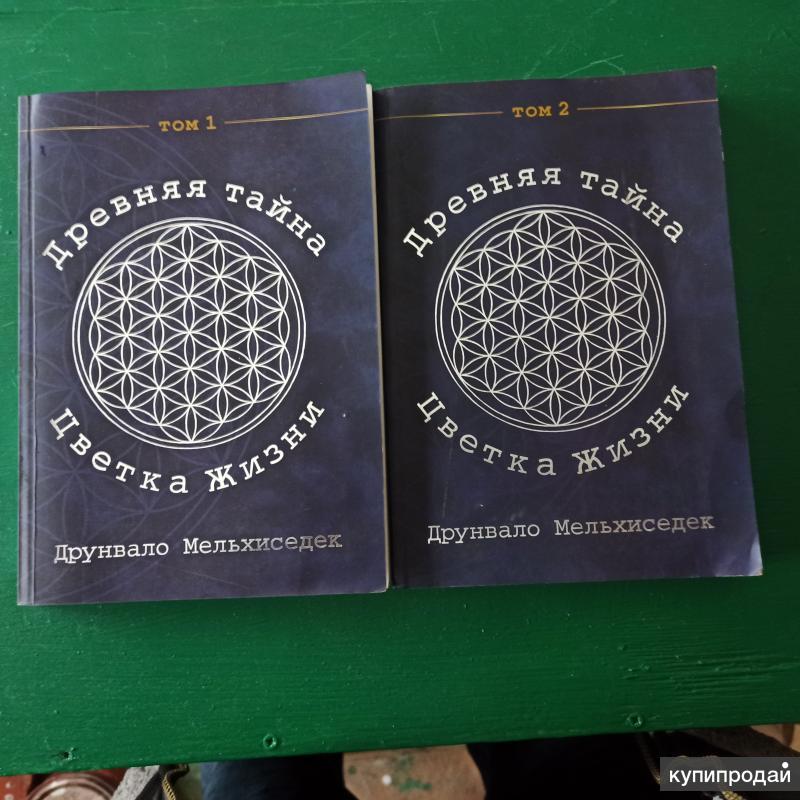 том 1
Древняя тайна
Цветка Жизни
Друнвало Мельхиседек
том 2
Древняя тайна
Цветка Жизни
Друнвало Мельхиседек
купипродай